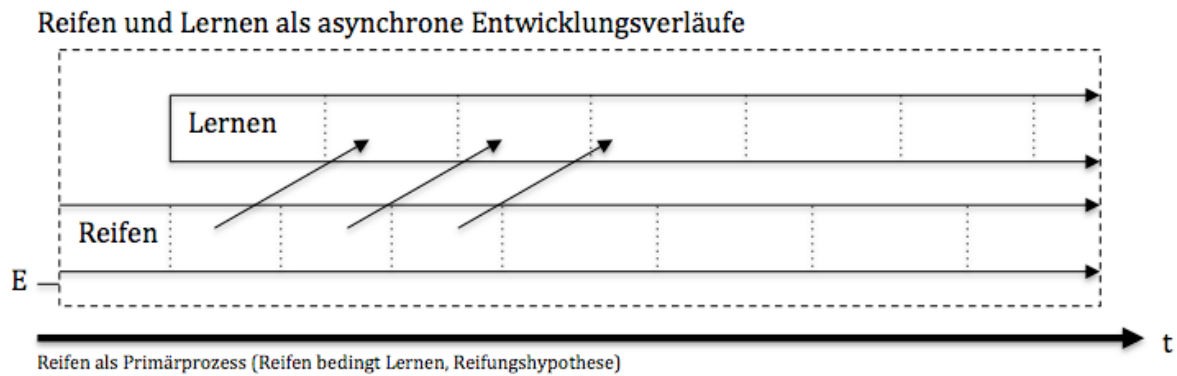 Reifen und Lernen als asynchrone Entwicklungsverläufe
Lernen
Reifen
E
t
Reifen als Primärprozess (Reifen bedingt Lernen, Reifungshypothese)